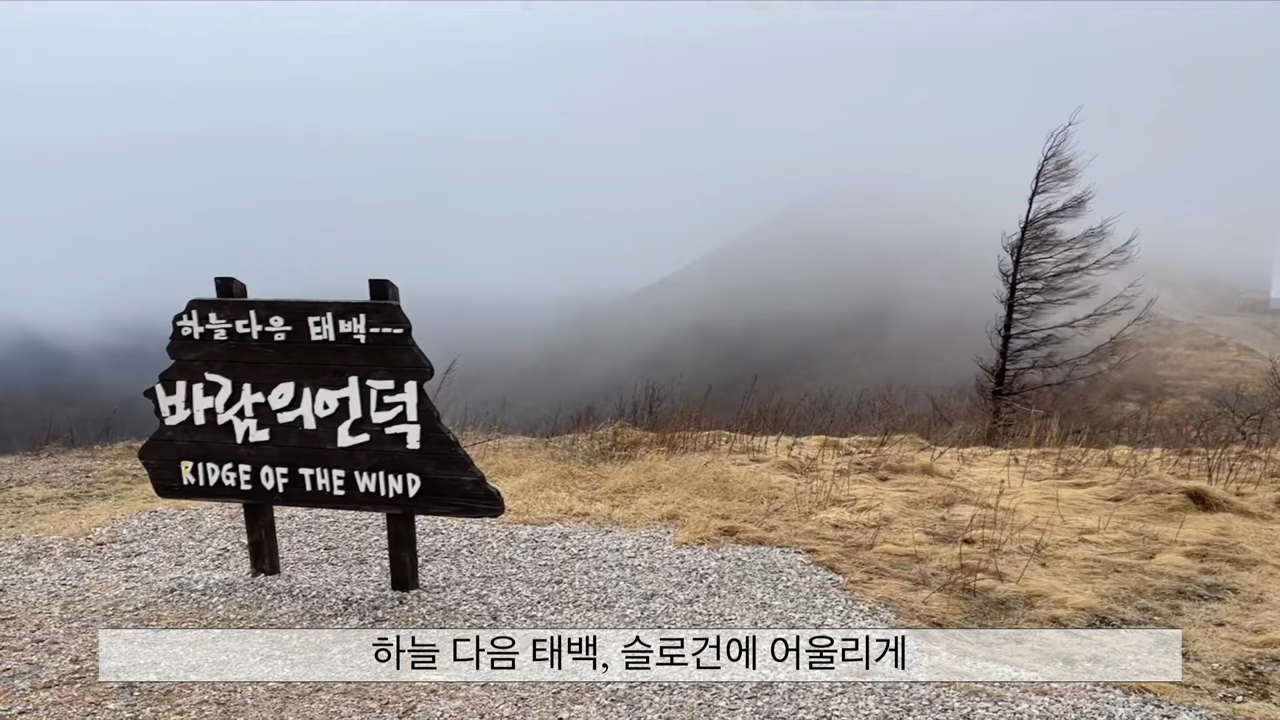 하늘다음 태백---
바람의언덕
RIDGE OF THE WIND
하늘 다음 태백, 슬로건에 어울리게